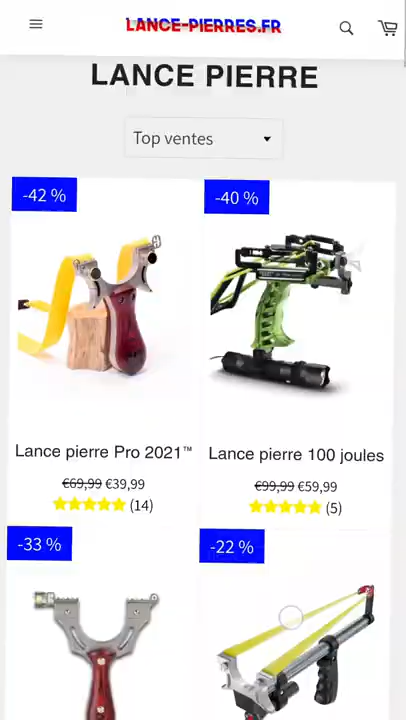 LANCE-PIERRES.FR
LANCE PIERRE
Top ventes
-42 %
-40 %
Lance pierre Pro 2021™
€69,99 €39,99
(14)
Lance pierre 100 joules
€99,99 €59,99
(5)
-33 %
-22 %